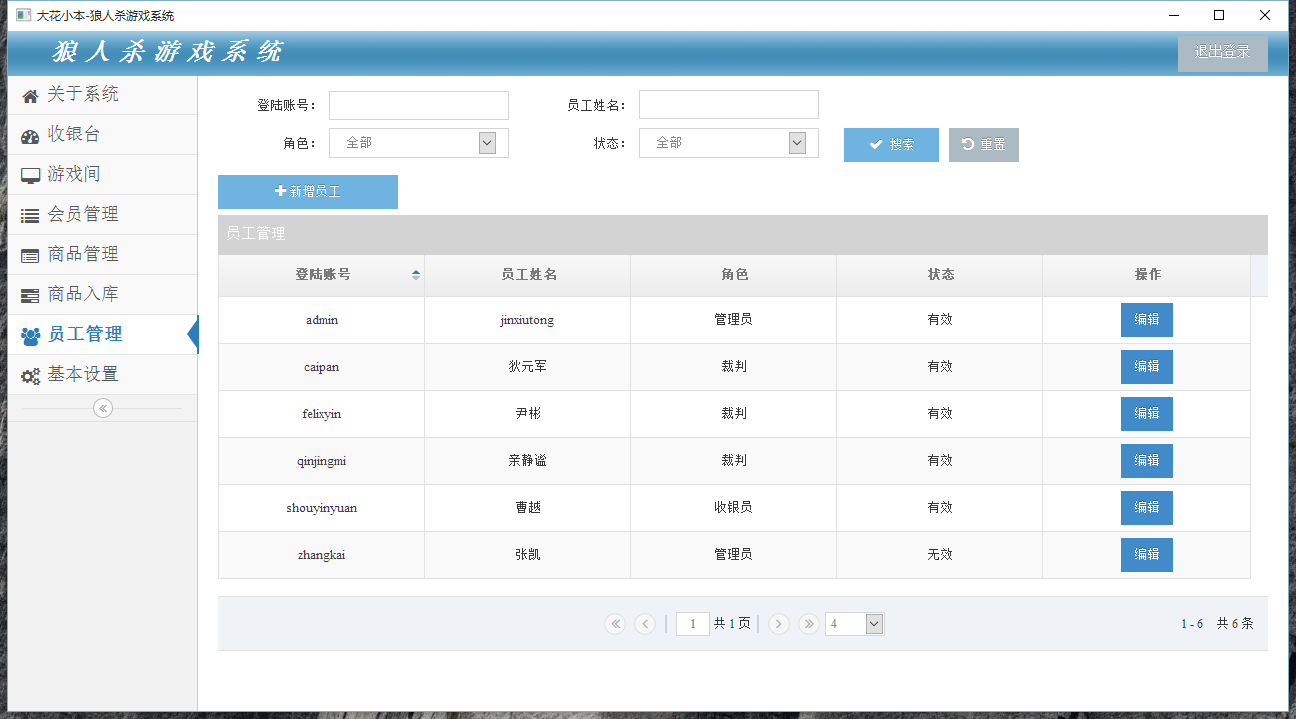 大花小本-狼人杀游戏系统
狼人杀游戏系统
退出登录
关于系统
收银台
游戏间
会员管理
商品管理
商品入库
员工管理
基本设置
登陆账号： 员工姓名：
角色： 全部 状态： 全部 搜索 重置
新增员工
员工管理
登陆账号 员工姓名 角色 状态 操作
admin jinxiutong 管理员 有效 编辑
caipan 狄元军 裁判 有效 编辑
felixyin 尹彬 裁判 有效 编辑
qinjingmi 亲静谧 裁判 有效 编辑
shouyinyuan 曹越 收银员 有效 编辑
zhangkai 张凯 管理员 无效 编辑
1 共 1 页 4 1 - 6 共 6 条